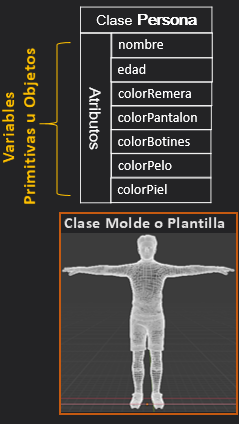 Clase Persona
Variables
Primitivas u Objetos
Atributos
nombre
edad
colorRemera
colorPantalon
colorBotines
colorPelo
colorPiel
Clase Molde o Plantilla